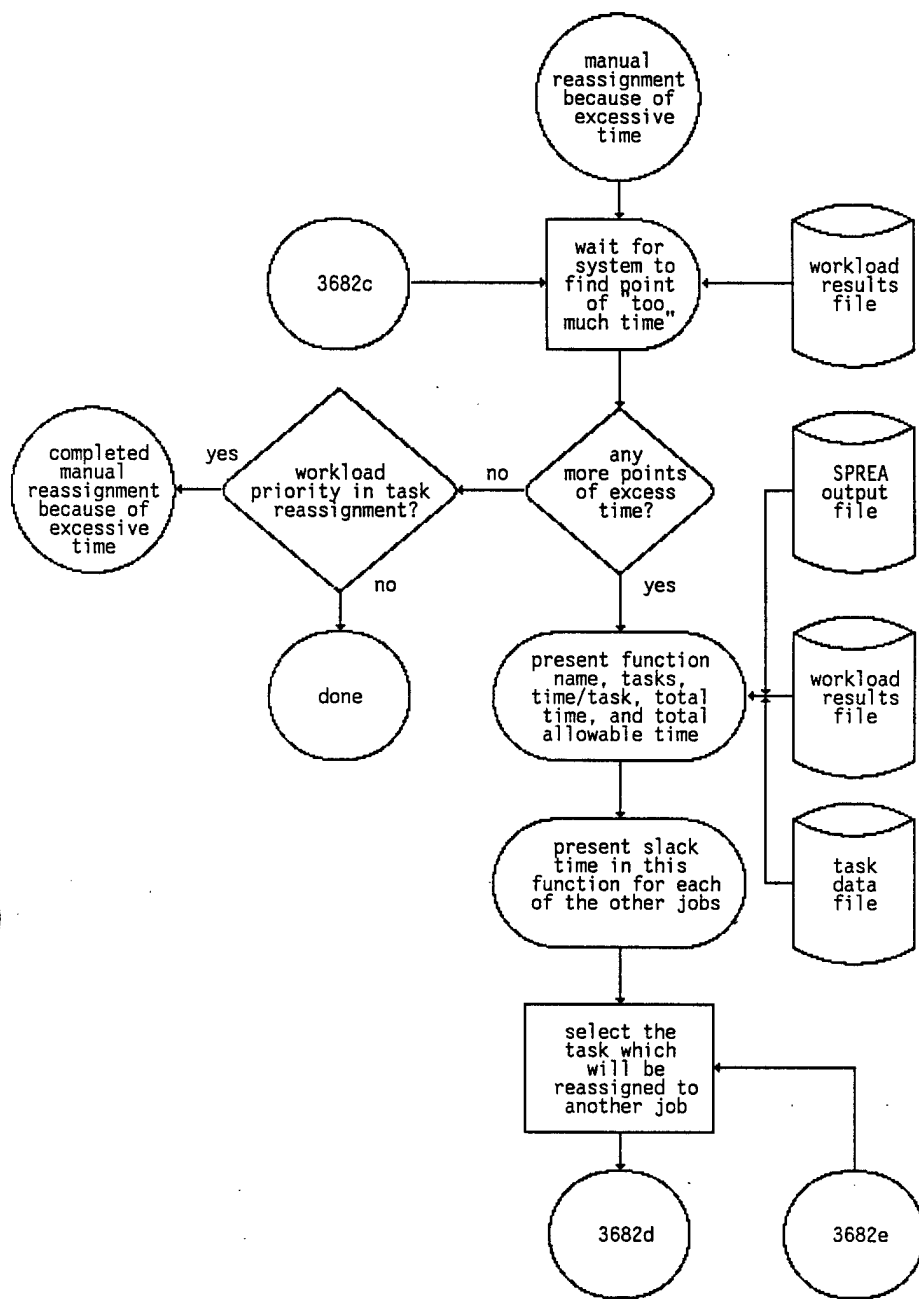 manual
reassignment
because of
excessive
time
3682c
wait for
system to
find point
of "too
much time"
workload
results
file
completed
manual
reassignment
because of
excessive
time
yes
workload
priority in task
reassignment?
no
any
more points
of excess
time?
SPREA
output
file
no
yes
done
present function
name, tasks,
time/task, total
time, and total
allowable time
workload
results
file
present slack
time in this
function for each
of the other jobs
task
data
file
select the
task which
will be
reassigned to
another job
3682d
3682e